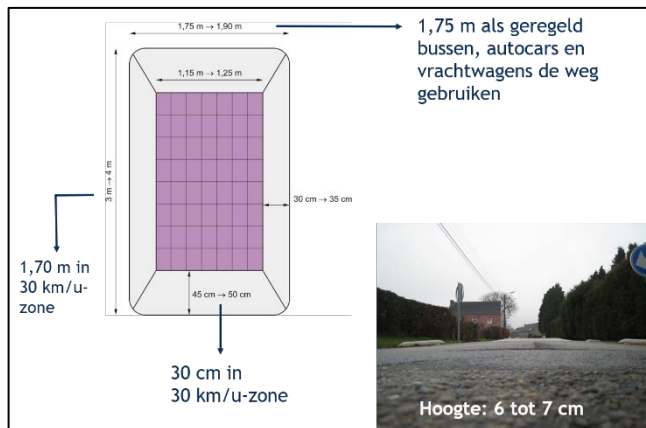 1,75 m → 1,90 m
1,75 m als geregeld
bussen, autocars en
vrachtwagens de weg
gebruiken
1,15 m → 1,25 m
3 m → 4 m
30 cm → 35 cm
1,70 m in
30 km/u-
zone
45 cm → 50 cm
30 cm in
30 km/u-zone
Hoogte: 6 tot 7 cm